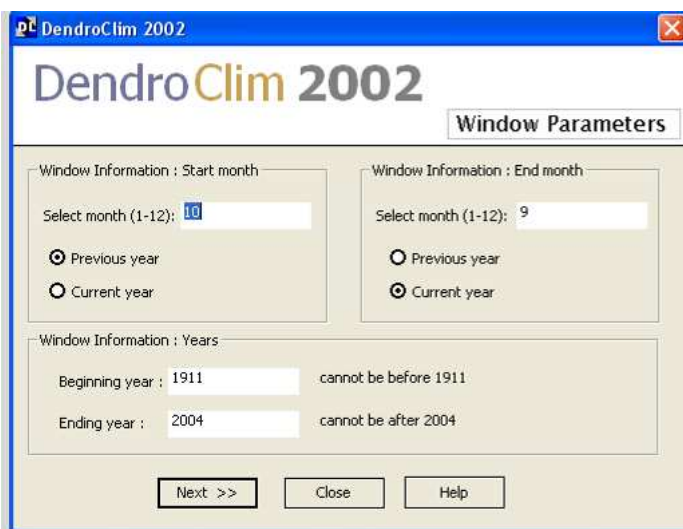 DendroClim 2002
DendroClim 2002
Window Parameters
Window Information : Start month
Select month (1-12): 10
Previous year
Current year
Window Information : End month
Select month (1-12): 9
Previous year
Current year
Window Information : Years
Beginning year : 1911 cannot be before 1911
Ending year : 2004 cannot be after 2004
Next >> Close Help